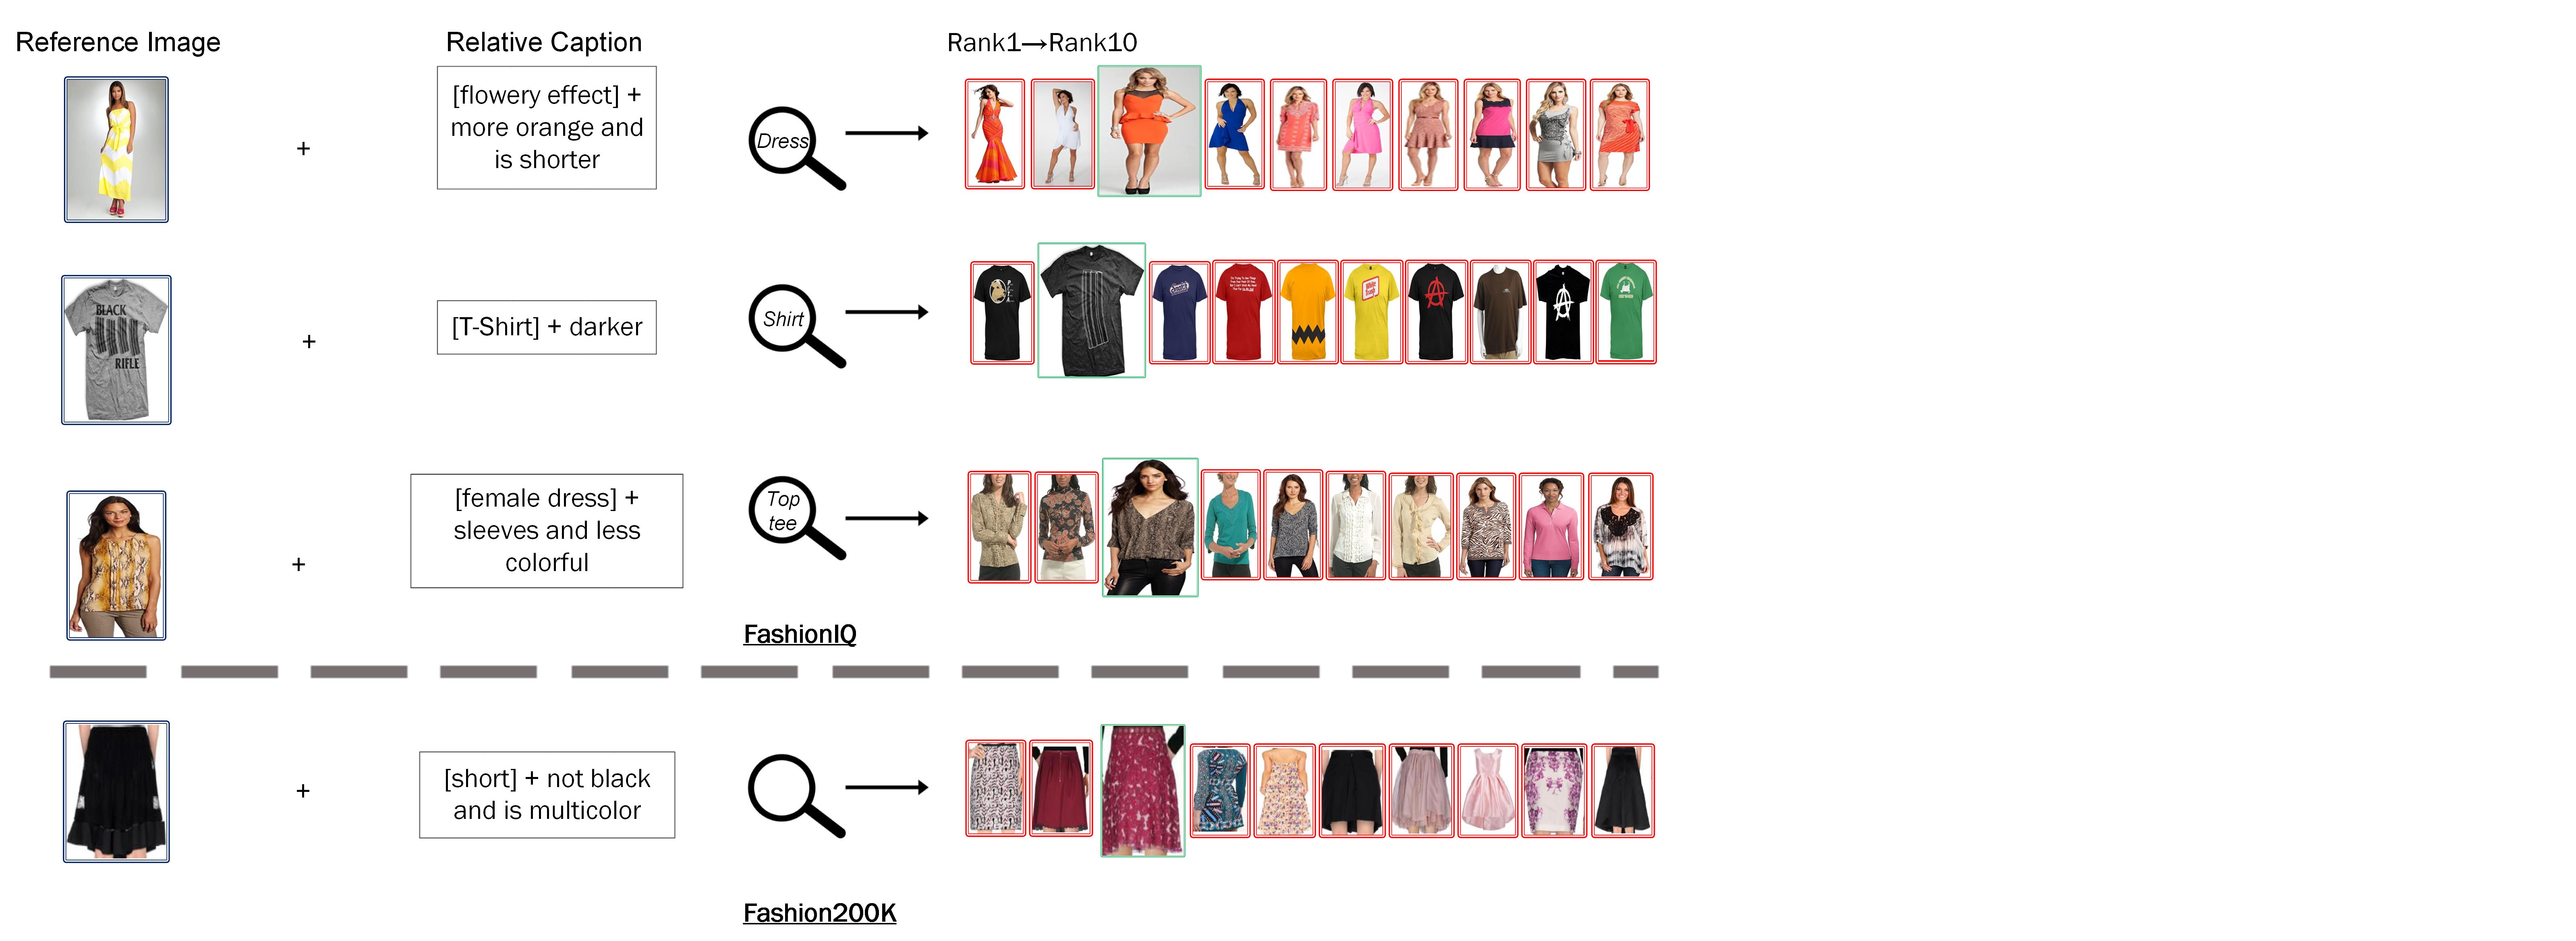 Reference Image
Relative Caption
Rank1→Rank10
[flowery effect] +
more orange and
is shorter
+
Dress
BLACK
RIFLE
+
[T-Shirt] + darker
Shirt
[female dress] +
sleeves and less
colorful
+
Top
tee
FashionIQ
[short] + not black
and is multicolor
+
Fashion200K